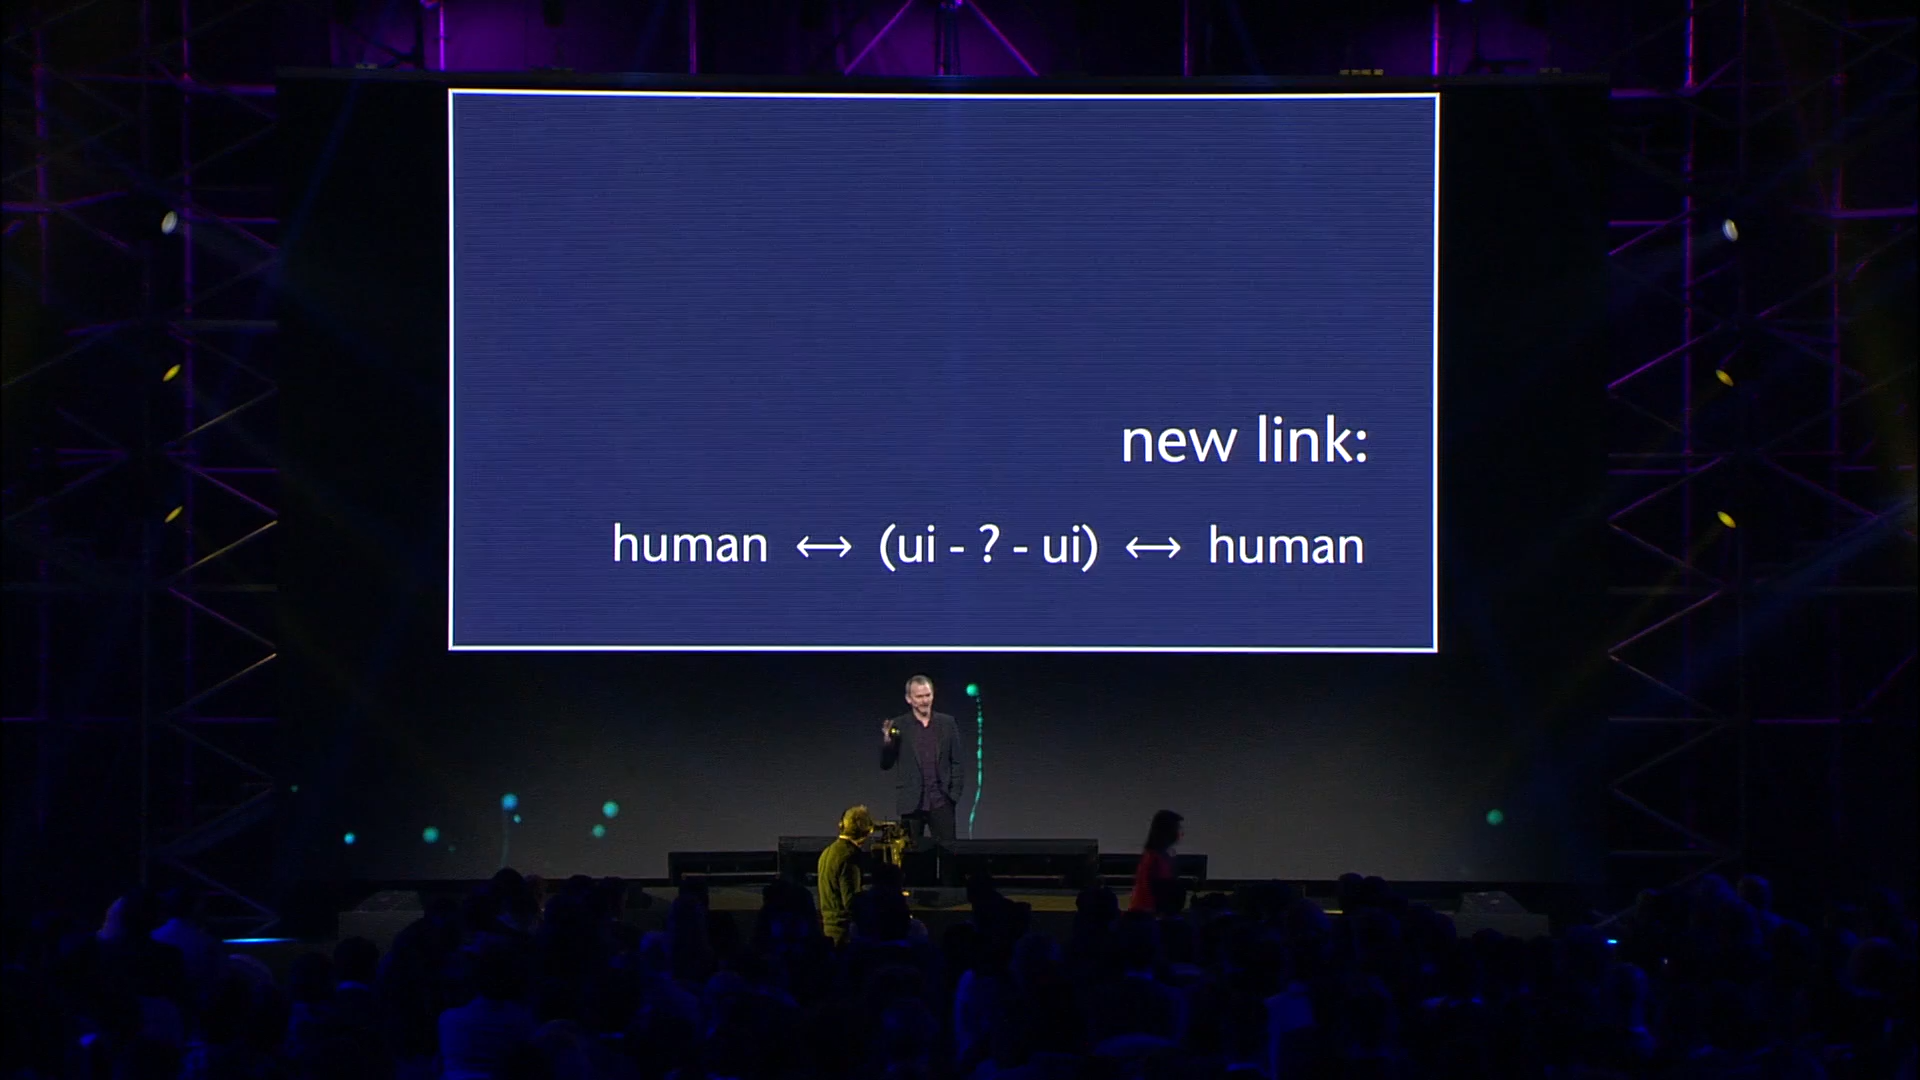 new link:
human ↔ (ui - ? - ui) ↔ human